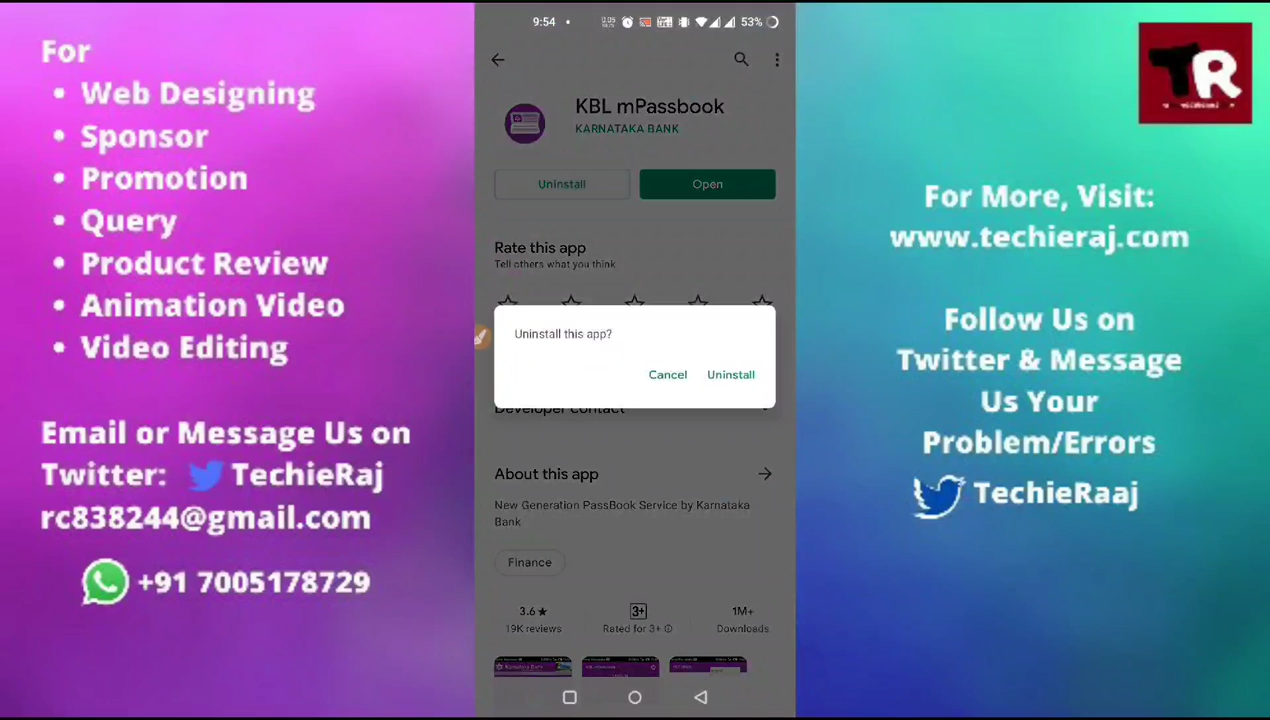 For
• Web Designing
• Sponsor
• Promotion
• Query
• Product Review
• Animation Video
• Video Editing
Email or Message Us on
Twitter: TechieRaj
rc838244@gmail.com
+91 7005178729
9:54
53%
KBL mPassbook
KARNATAKA BANK
Uninstall
Open
Rate this app
Tell others what you think
Uninstall this app?
Cancel
Uninstall
Developer contact
About this app
New Generation PassBook Service by Karnataka
Bank
Finance
3.6★
3+
1M+
19K reviews
Rated for 3+
Downloads
TR
For More, Visit:
www.techieraj.com
Follow Us on
Twitter & Message
Us Your
Problem/Errors
TechieRaaj